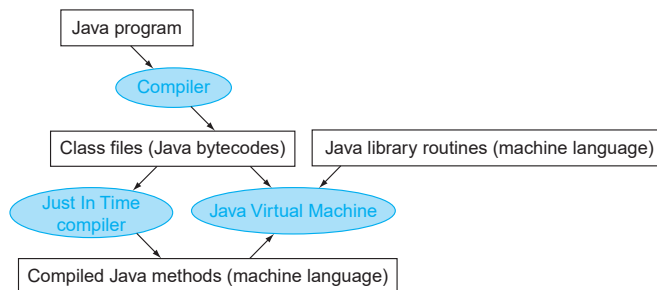 Java program
Compiler
Class files (Java bytecodes)
Java library routines (machine language)
Just In Time
compiler
Java Virtual Machine
Compiled Java methods (machine language)